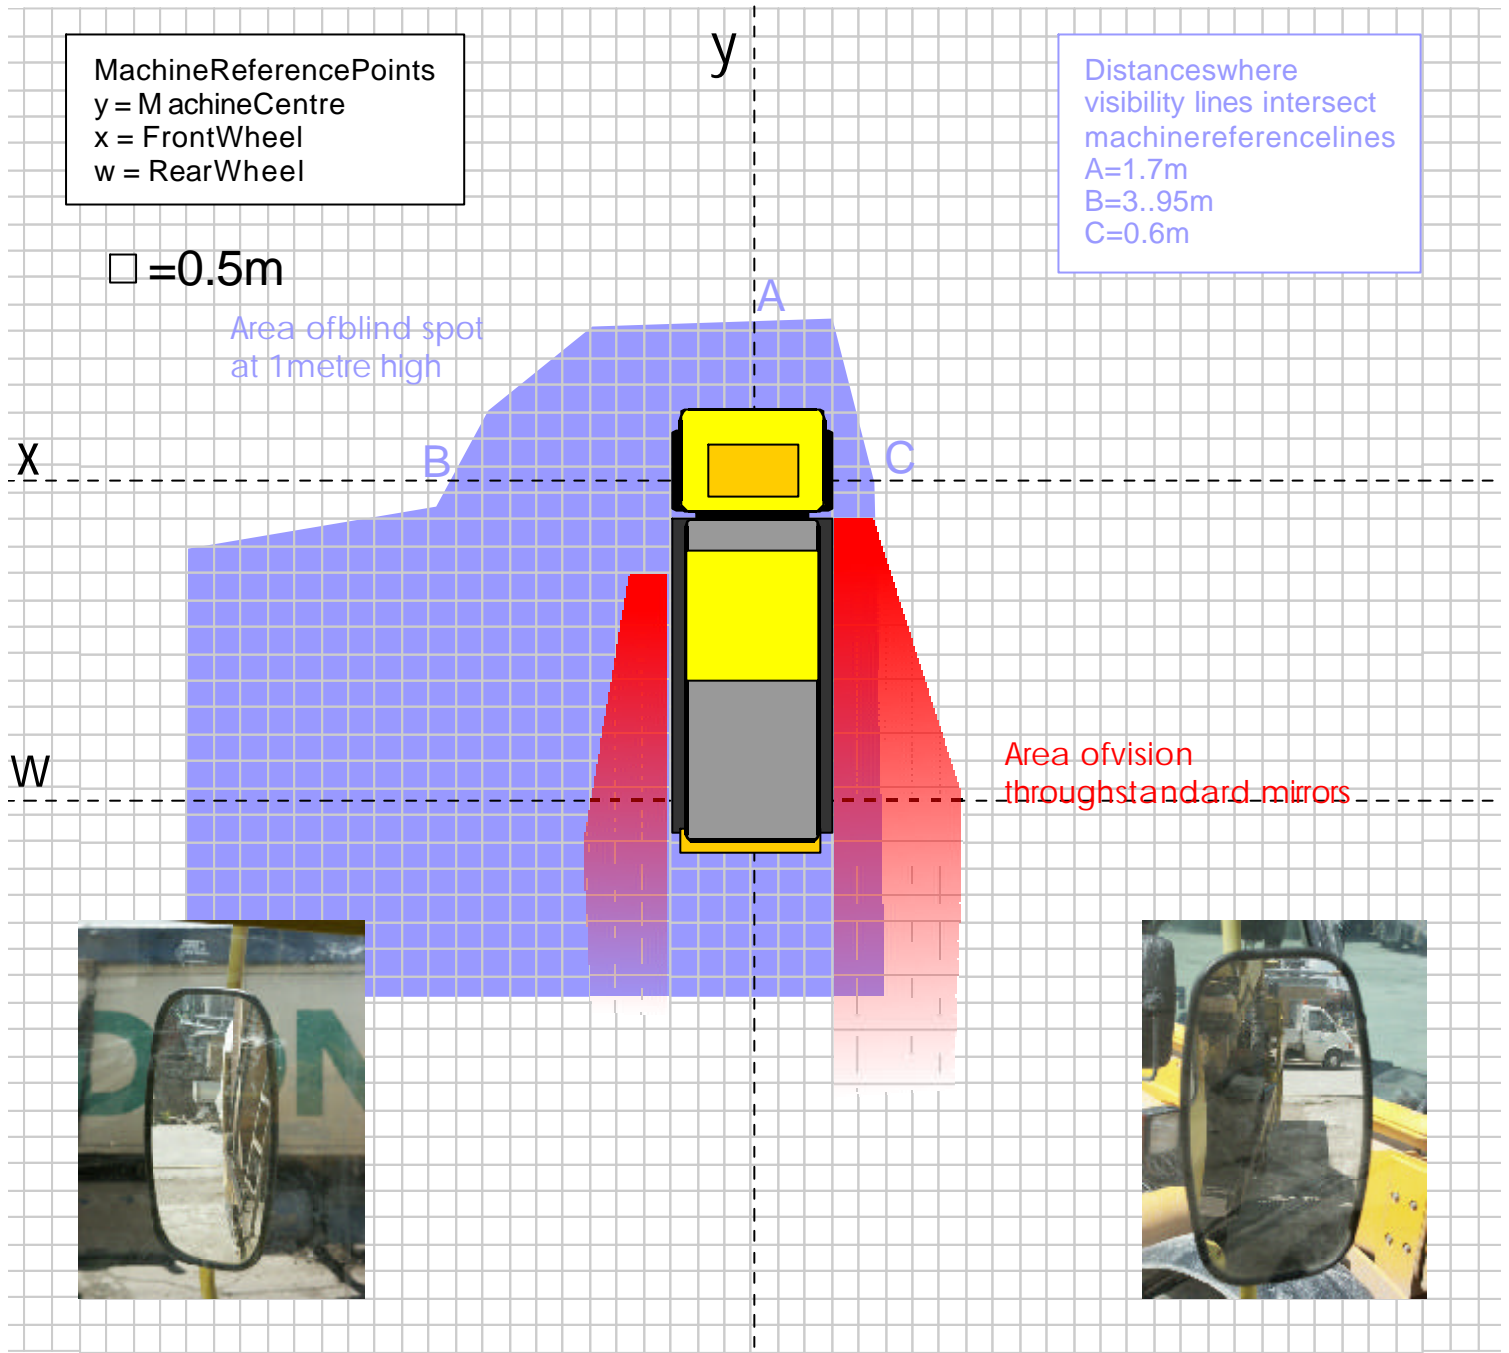 y
MachineReferencePoints
y = MachineCentre
x = FrontWheel
w = RearWheel
Distanceswhere
visibility lines intersect
machinereferencelines
A=1.7m
B=3..95m
C=0.6m
=0.5m
A
Area ofblind spot
at 1metre high
x
B
C
w
Area ofvision
throughstandard mirrors